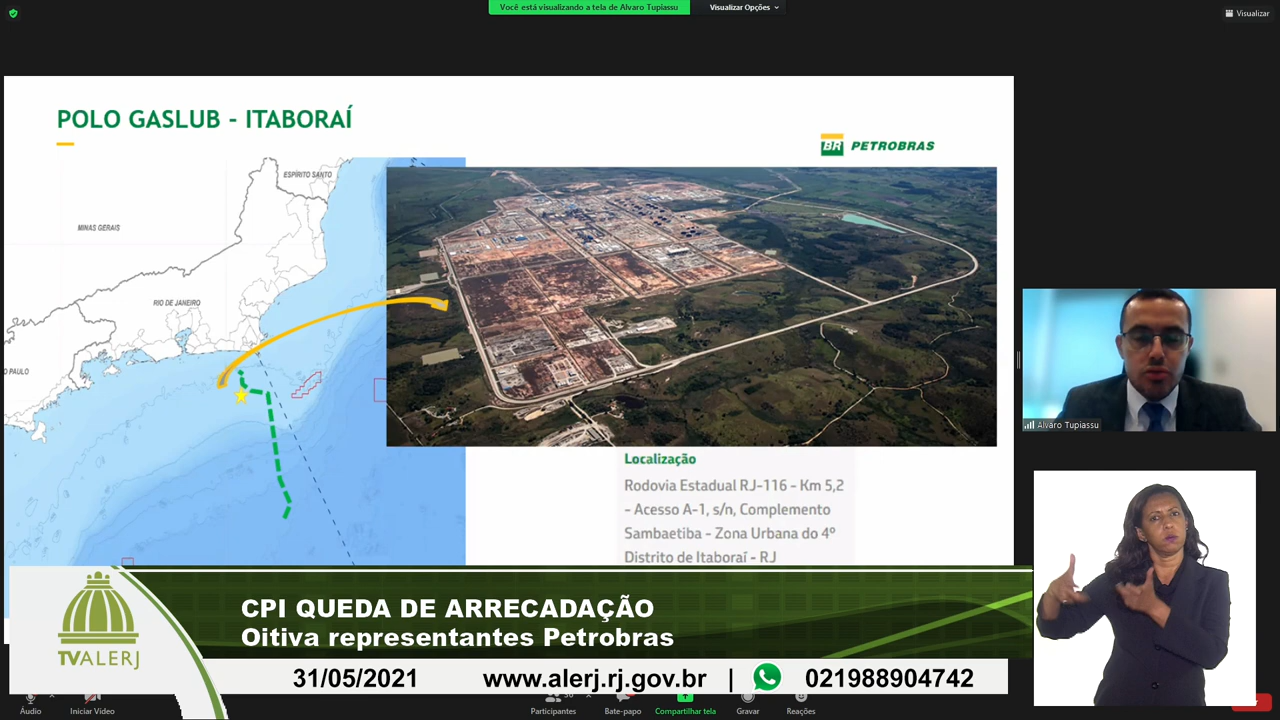 Você está visualizando a tela de Alvaro Tupiassu
Visualizar Opções
Visualizar
POLO GASLUB - ITABORAÍ
BR PETROBRAS
ESPÍRITO SANTO
MINAS GERAIS
RIO DE JANEIRO
O PAULO
Localização
Rodovia Estadual RJ-116 - Km 5,2
- Acesso A-1, s/n, Complemento
Sambaetiba - Zona Urbana do 4º
Distrito de Itaboraí - RJ
Alvaro Tupiassu
CPI QUEDA DE ARRECADAÇÃO
Oitiva representantes Petrobras
TVALERJ
31/05/2021 www.alerj.rj.gov.br | 021988904742
Áudio
Iniciar Vídeo
Participantes
Bate-papo
Compartilhar tela
Gravar
Reações